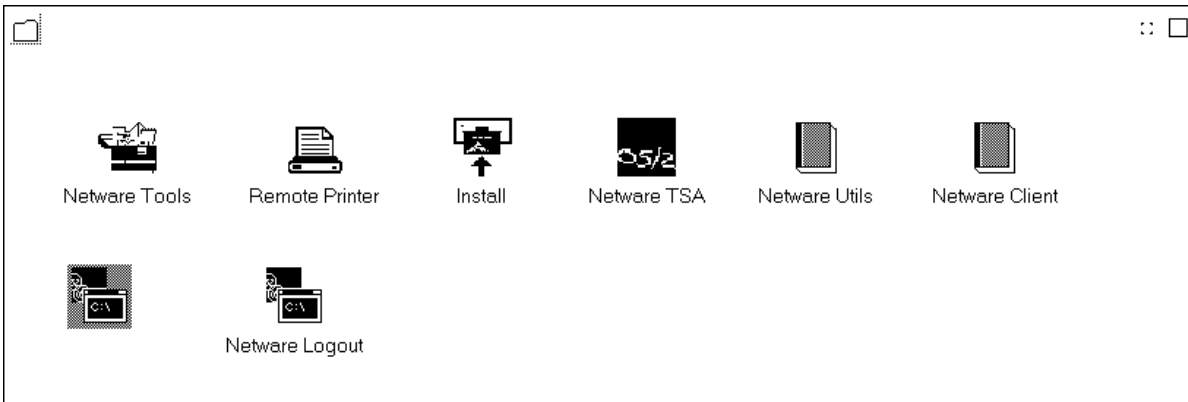 Netware Tools
Remote Printer
Install
OS/2
Netware TSA
Netware Utils
Netware Client
C:\
C:\
Netware Logout